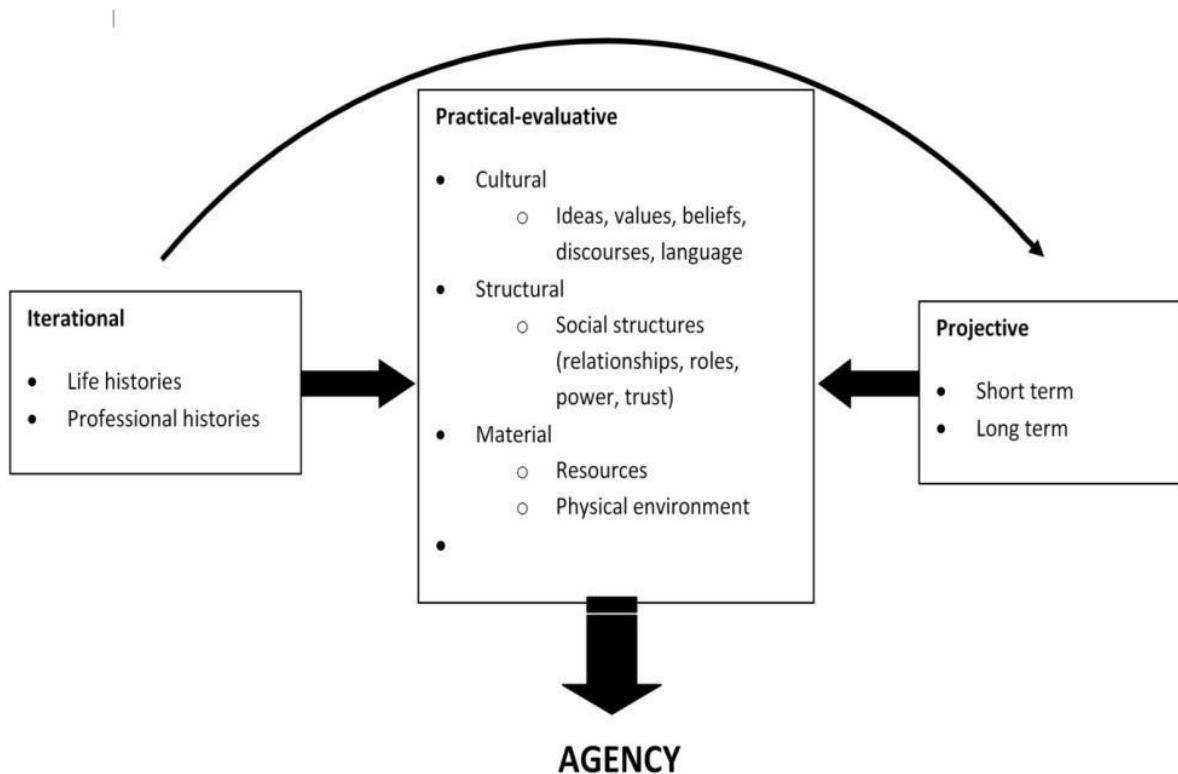 Practical-evaluative
• Cultural
○ Ideas, values, beliefs,
discourses, language
• Structural
○ Social structures
(relationships, roles,
power, trust)
• Material
○ Resources
○ Physical environment
•
Iterational
• Life histories
• Professional histories
Projective
• Short term
• Long term
AGENCY